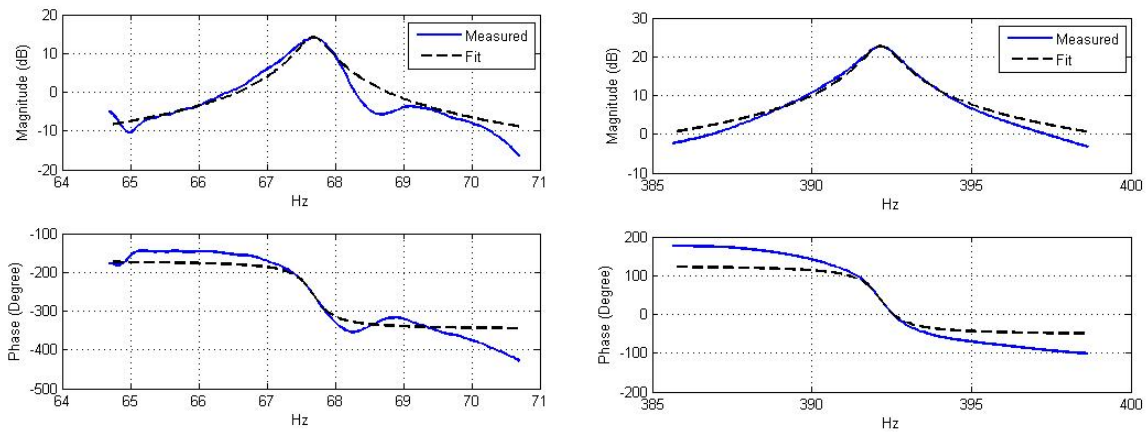 20
10
0
-10
-20
Magnitude (dB)
64 65 66 67 68 69 70 71
Hz
Measured
Fit
30
20
10
0
-10
Magnitude (dB)
385 390 395 400
Hz
Measured
Fit
-100
-200
-300
-400
-500
Phase (Degree)
64 65 66 67 68 69 70 71
Hz
200
100
0
-100
-200
Phase (Degree)
385 390 395 400
Hz